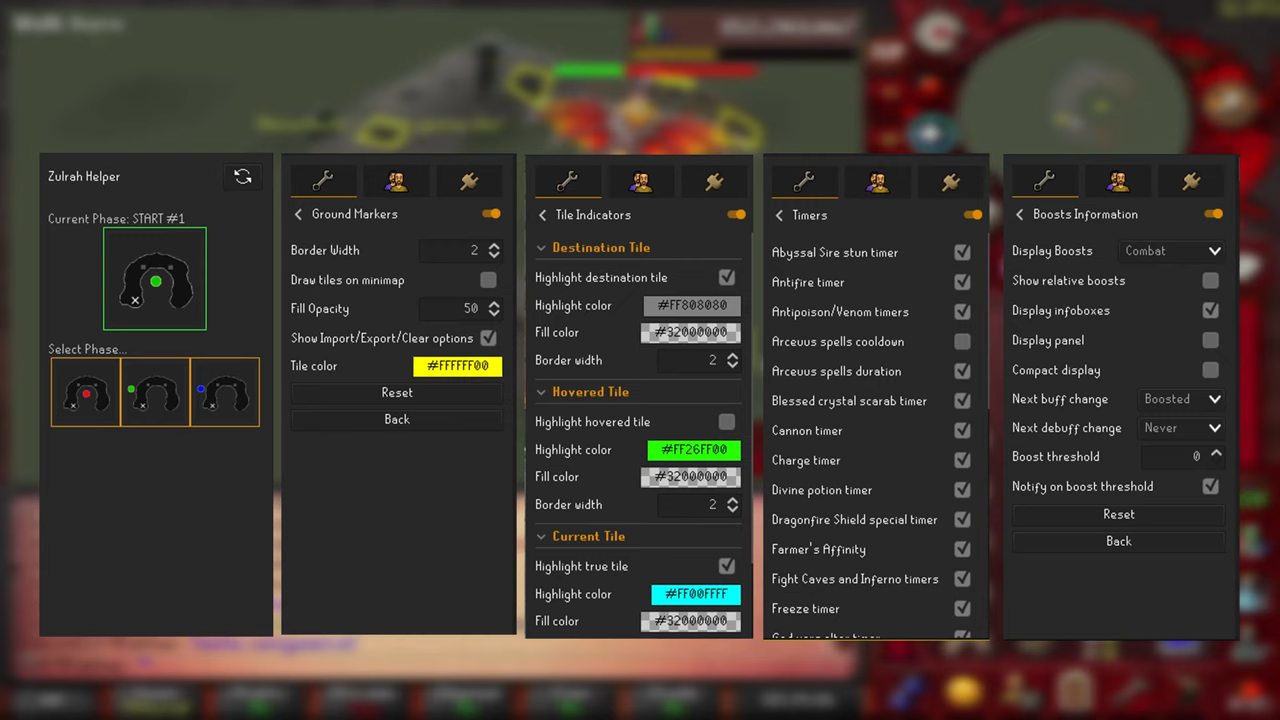 Zulrah Helper
Current Phase: START #1
Select Phase...
Ground Markers
Border Width 2
Draw tiles on minimap
Fill Opacity 50
Show Import/Export/Clear options
Tile color #FFFFFF00
Reset
Back
Tile Indicators
Destination Tile
Highlight destination tile
Highlight color #FF808080
Fill color #32000000
Border width 2
Hovered Tile
Highlight hovered tile
Highlight color #FF26FF00
Fill color #32000000
Border width 2
Current Tile
Highlight true tile
Highlight color #FF00FFFF
Fill color #32000000
Timers
Abyssal Sire stun timer
Antifire timer
Antipoison/Venom timers
Arceuus spells cooldown
Arceuus spells duration
Blessed crystal scarab timer
Cannon timer
Charge timer
Divine potion timer
Dragonfire Shield special timer
Farmer's Affinity
Fight Caves and Inferno timers
Freeze timer
Boosts Information
Display Boosts Combat
Show relative boosts
Display infoboxes
Display panel
Compact display
Next buff change Boosted
Next debuff change Never
Boost threshold 0
Notify on boost threshold
Reset
Back